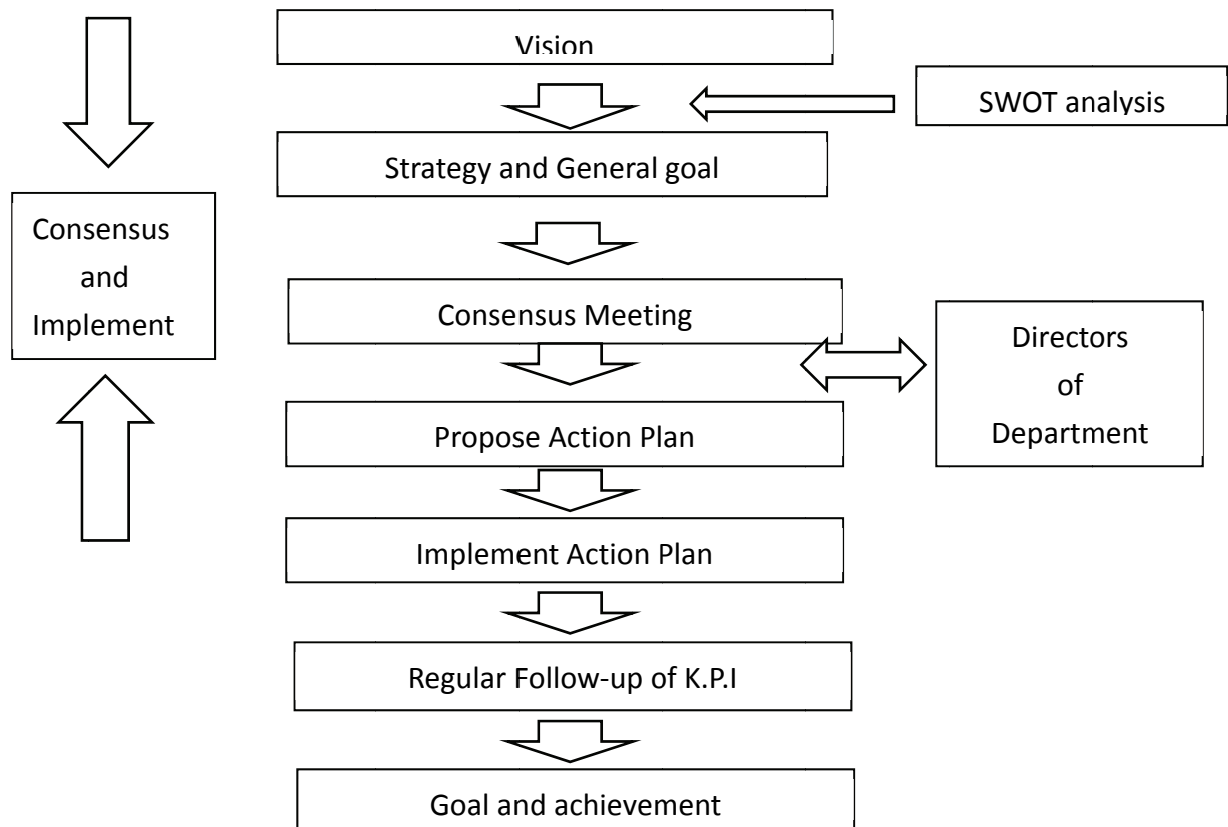 Vision
SWOT analysis
Strategy and General goal
Consensus
and
Implement
Consensus Meeting
Directors
of
Department
Propose Action Plan
Implement Action Plan
Regular Follow-up of K.P.I
Goal and achievement